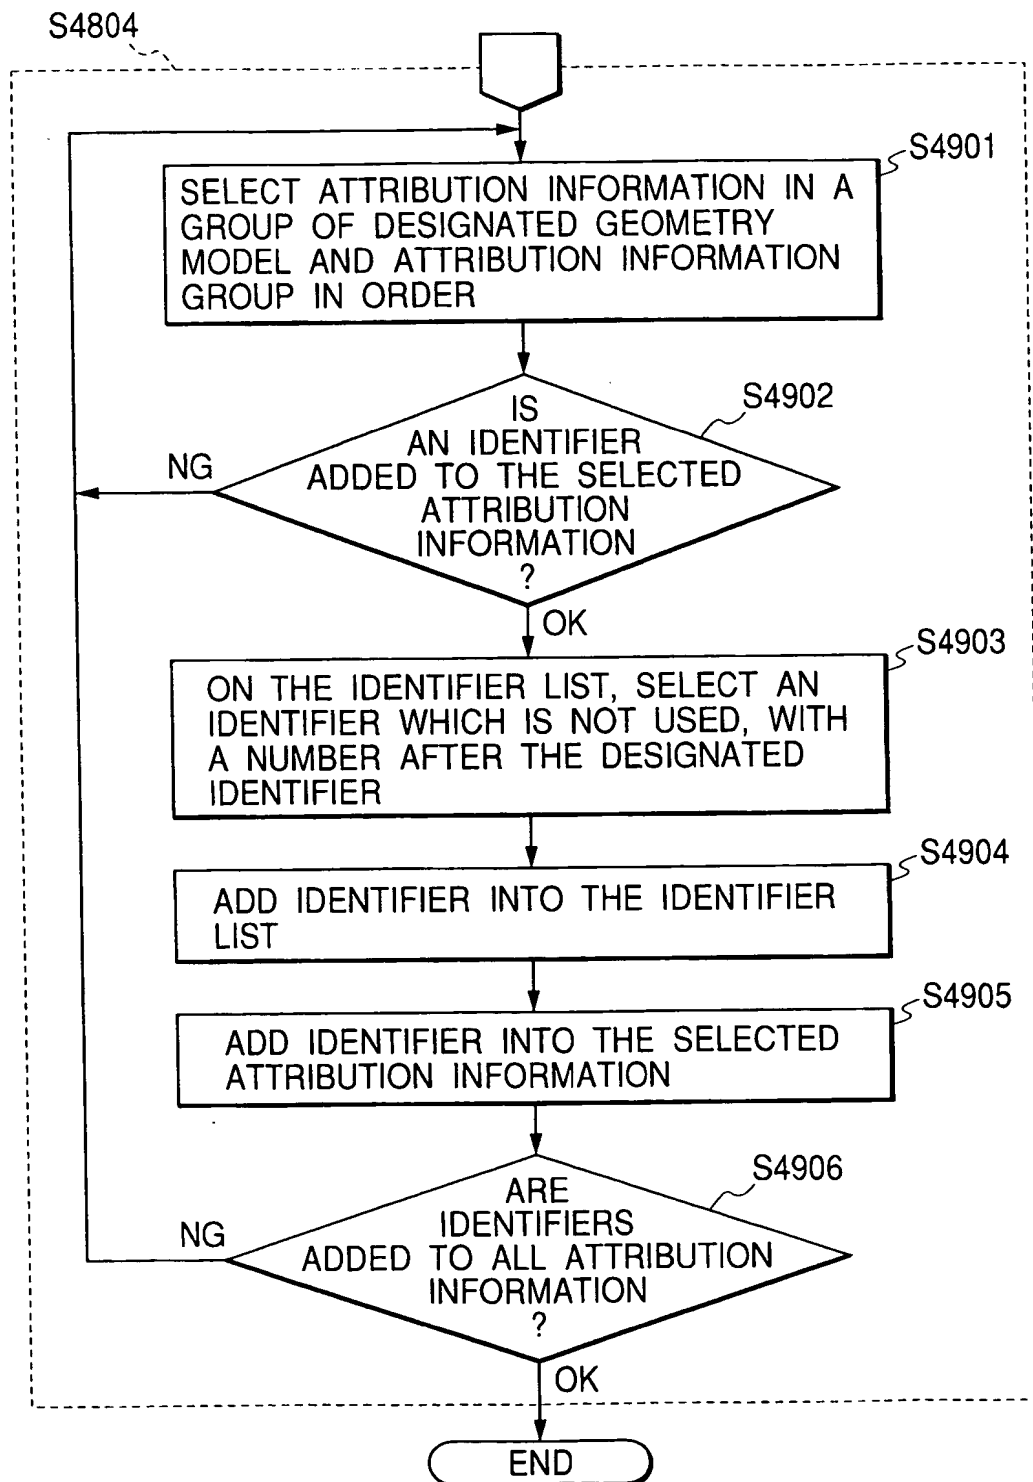 S4804
S4901
SELECT ATTRIBUTION INFORMATION IN A
GROUP OF DESIGNATED GEOMETRY
MODEL AND ATTRIBUTION INFORMATION
GROUP IN ORDER
S4902
IS
AN IDENTIFIER
ADDED TO THE SELECTED
ATTRIBUTION
INFORMATION
?
NG
OK
S4903
ON THE IDENTIFIER LIST, SELECT AN
IDENTIFIER WHICH IS NOT USED, WITH
A NUMBER AFTER THE DESIGNATED
IDENTIFIER
S4904
ADD IDENTIFIER INTO THE IDENTIFIER
LIST
S4905
ADD IDENTIFIER INTO THE SELECTED
ATTRIBUTION INFORMATION
S4906
ARE
IDENTIFIERS
ADDED TO ALL ATTRIBUTION
INFORMATION
?
NG
OK
END